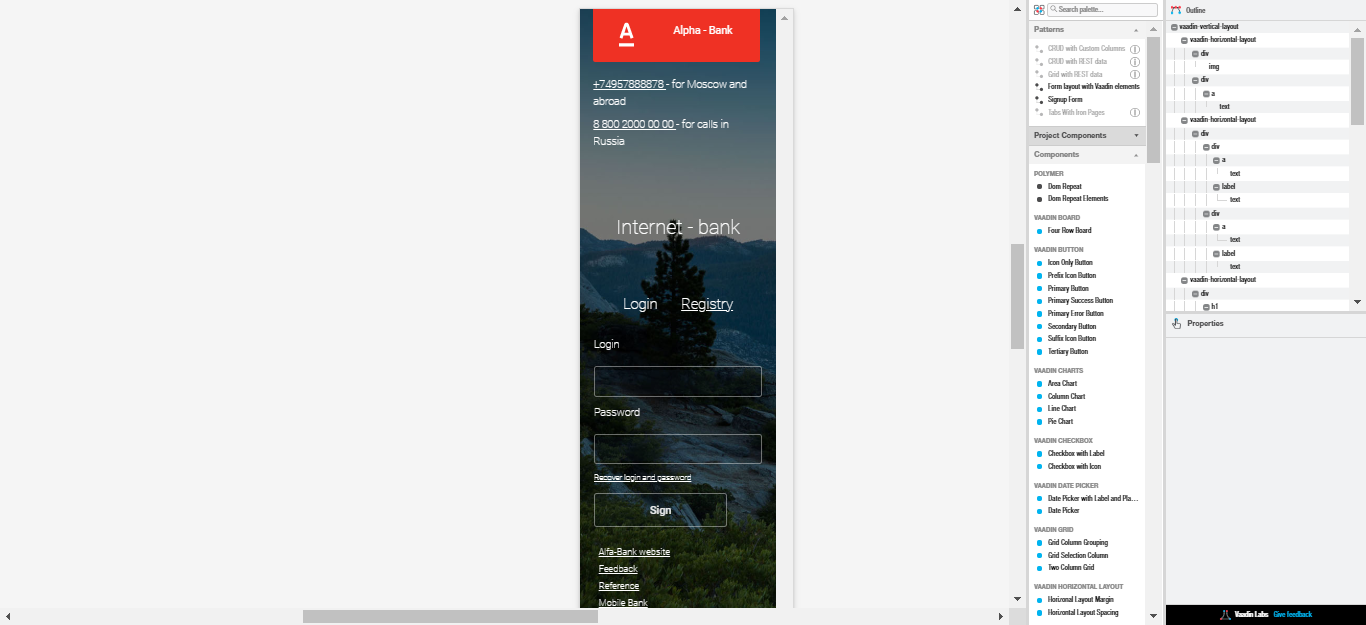 A
Alpha - Bank
+74957888878 - for Moscow and
abroad
8 800 2000 00 00 - for calls in
Russia
Internet - bank
Login Registry
Login
Password
Recover login and password
Sign
Alfa-Bank website
Feedback
Reference
Mobile Bank
Search palette...
Patterns
CRUD with Custom Columns
CRUD with REST data
Grid with REST data
Form layout with Vaadin elements
Signup Form
Tabs With Iron Pages
Project Components
Components
POLYMER
Dom Repeat
Dom Repeat Elements
VAADIN BOARD
Four Row Board
VAADIN BUTTON
Icon Only Button
Prefix Icon Button
Primary Button
Primary Success Button
Primary Error Button
Secondary Button
Suffix Icon Button
Tertiary Button
VAADIN CHARTS
Area Chart
Column Chart
Line Chart
Pie Chart
VAADIN CHECKBOX
Checkbox with Label
Checkbox with Icon
VAADIN DATE PICKER
Date Picker with Label and Pla...
Date Picker
VAADIN GRID
Grid Column Grouping
Grid Selection Column
Two Column Grid
VAADIN HORIZONTAL LAYOUT
Horizonal Layout Margin
Horizontal Layout Spacing
Outline
vaadin-vertical-layout
vaadin-horizontal-layout
div
img
div
a
text
vaadin-horizontal-layout
div
div
a
text
label
text
div
a
text
label
text
vaadin-horizontal-layout
div
h1
Properties
Vaadin Labs Give feedback